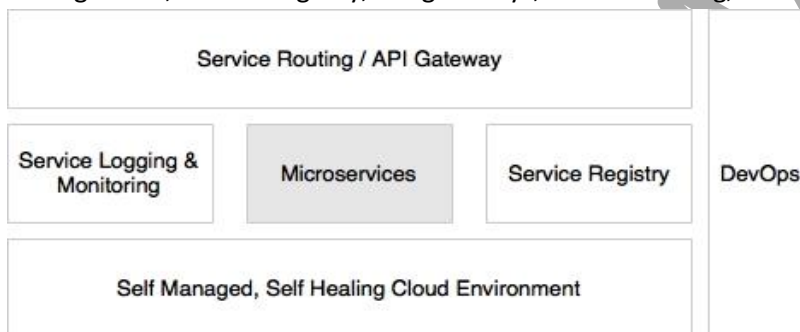 Service Routing / API Gateway
Service Logging &
Monitoring
Microservices
Service Registry
DevOps
Self Managed, Self Healing Cloud Environment